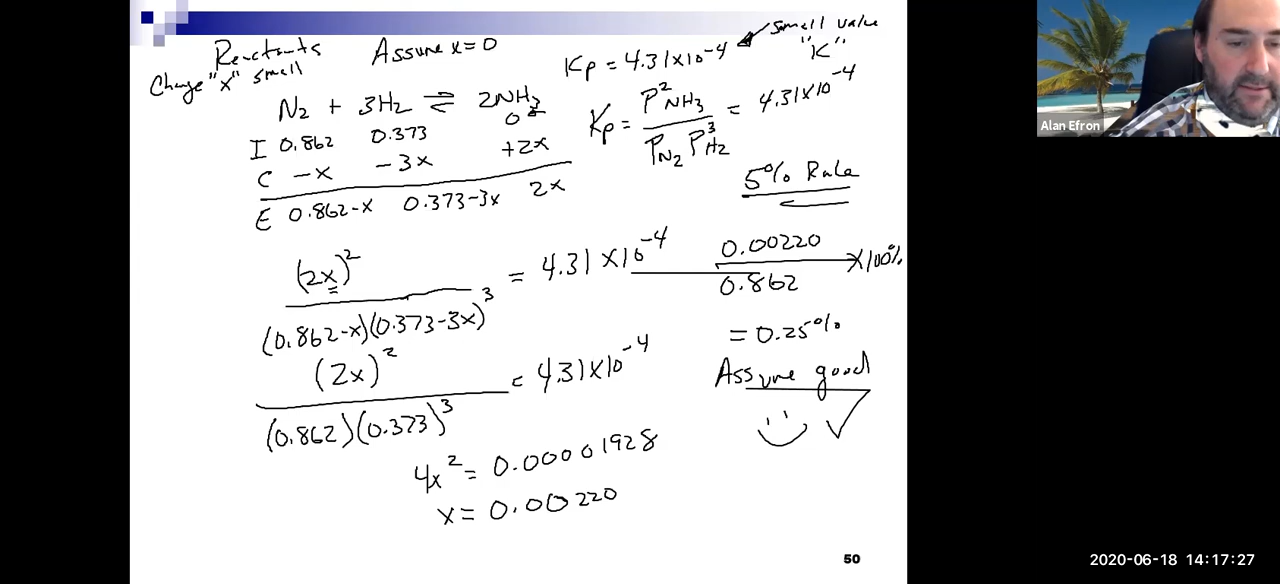 Reactants Assume x=0
Change "x" small
N₂ + 3H₂ ⇌ 2NH₃
I 0.862 0.373 0
C -x -3x +2x
E 0.862-x 0.373-3x 2x
(2x)² / (0.862-x)(0.373-3x)³ = 4.31×10⁻⁴
(2x)² / (0.862)(0.373)³ = 4.31×10⁻⁴
4x² = 0.00001928
x = 0.00220
small value
"K"
Kp = 4.31×10⁻⁴
Kp = P²NH₃ / PN₂ P³H₂ = 4.31×10⁻⁴
5% Rule
0.00220 / 0.862 ×100%
= 0.25%
Assume good
50
Alan Efron
2020-06-18 14:17:27